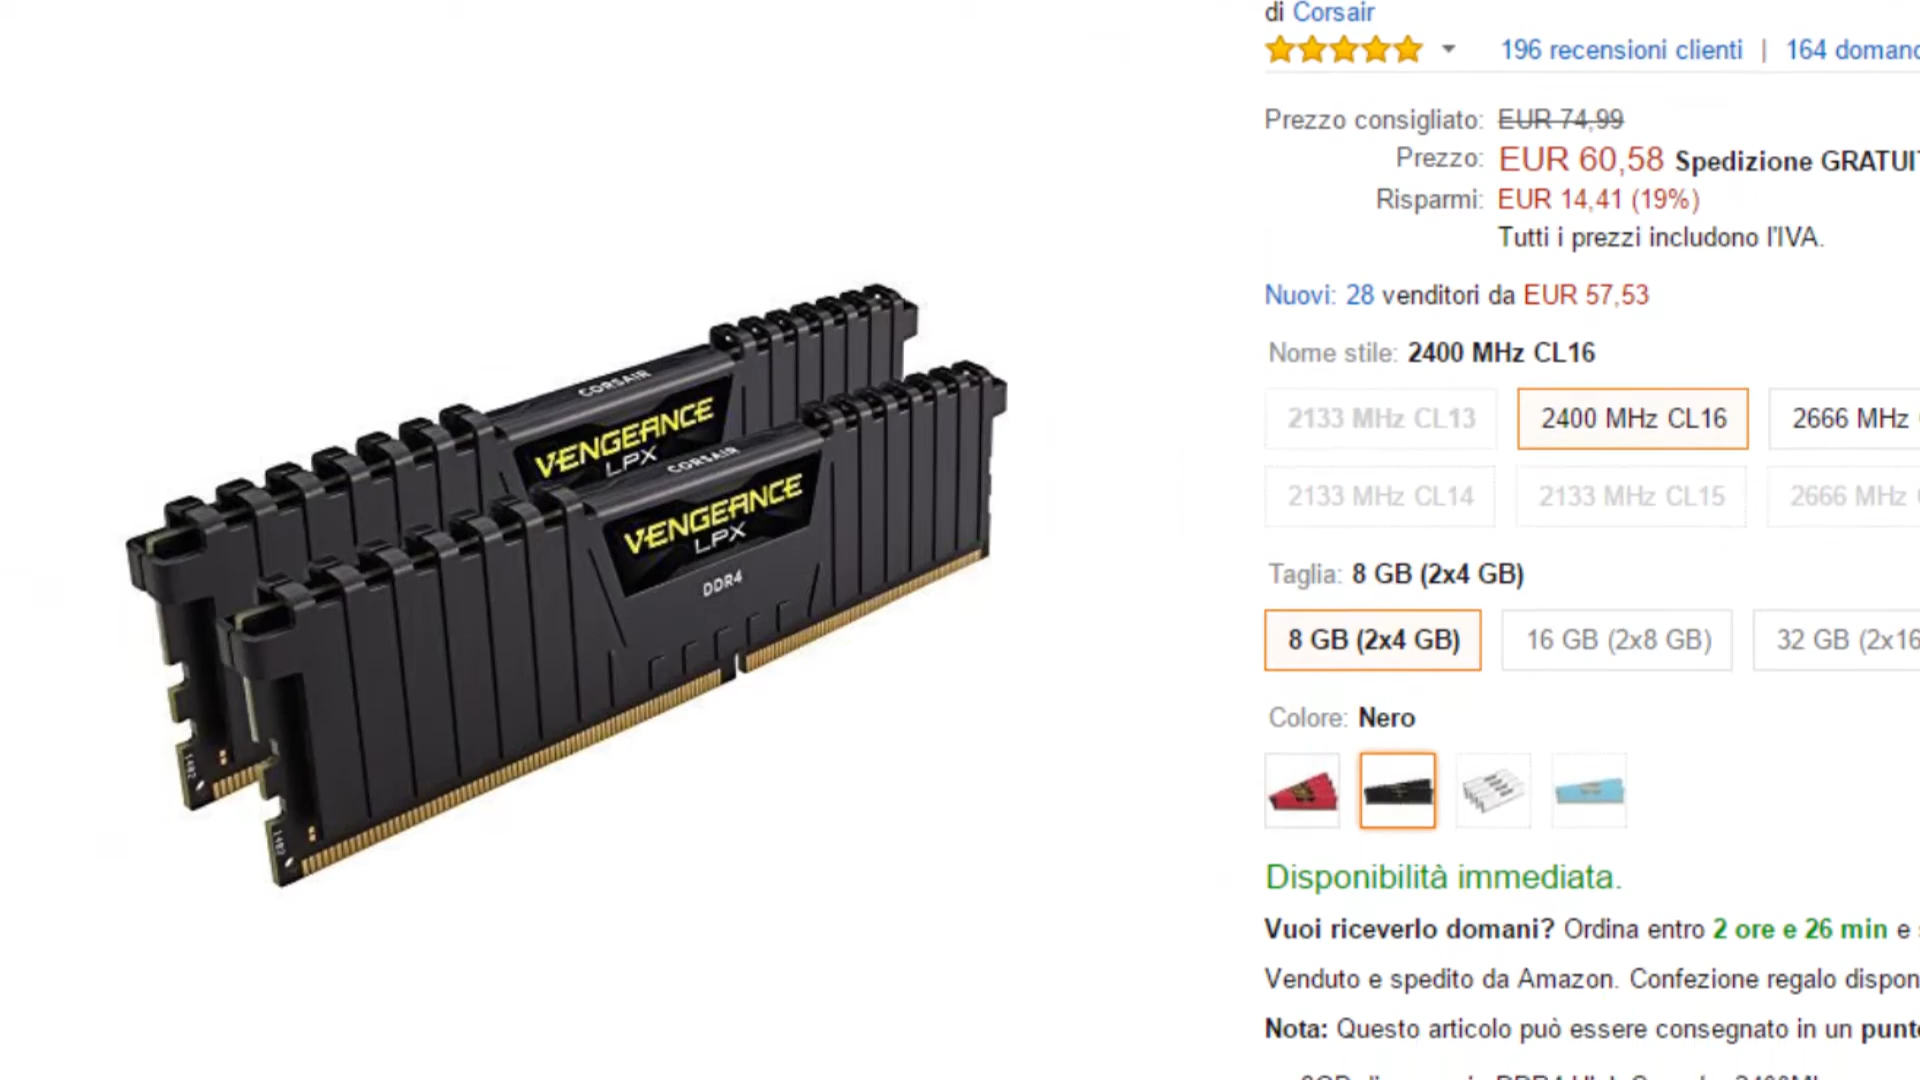 di Corsair
196 recensioni clienti | 164 domand
Prezzo consigliato: EUR 74,99
Prezzo: EUR 60,58 Spedizione GRATUIT
Risparmi: EUR 14,41 (19%)
Tutti i prezzi includono l'IVA.
Nuovi: 28 venditori da EUR 57,53
Nome stile: 2400 MHz CL16
2133 MHz CL13
2400 MHz CL16
2666 MHz
2133 MHz CL14
2133 MHz CL15
2666 MHz
Taglia: 8 GB (2x4 GB)
8 GB (2x4 GB)
16 GB (2x8 GB)
32 GB (2x16
Colore: Nero
Disponibilità immediata.
Vuoi riceverlo domani? Ordina entro 2 ore e 26 min e
Venduto e spedito da Amazon. Confezione regalo dispon
Nota: Questo articolo può essere consegnato in un punt
CORSAIR
VENGEANCE
LPX
CORSAIR
VENGEANCE
LPX
DDR4
1402
1402